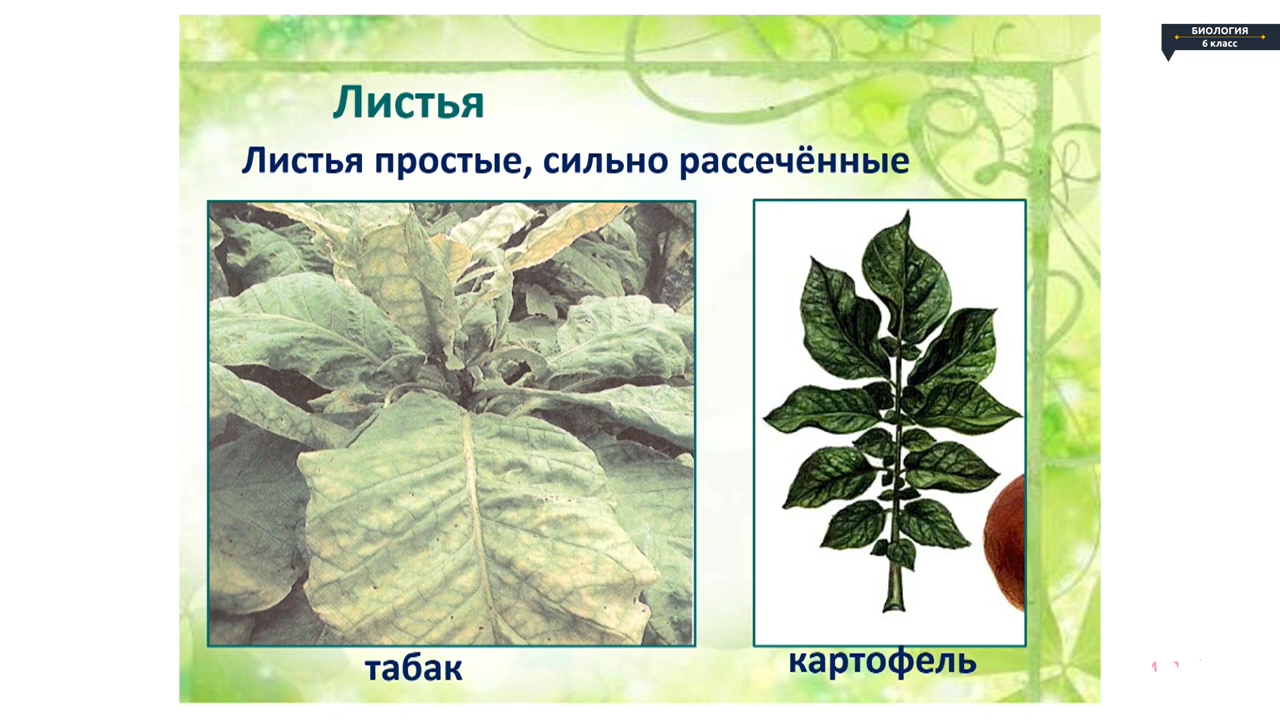 БИОЛОГИЯ
6 класс
Листья
Листья простые, сильно рассечённые
табак
картофель